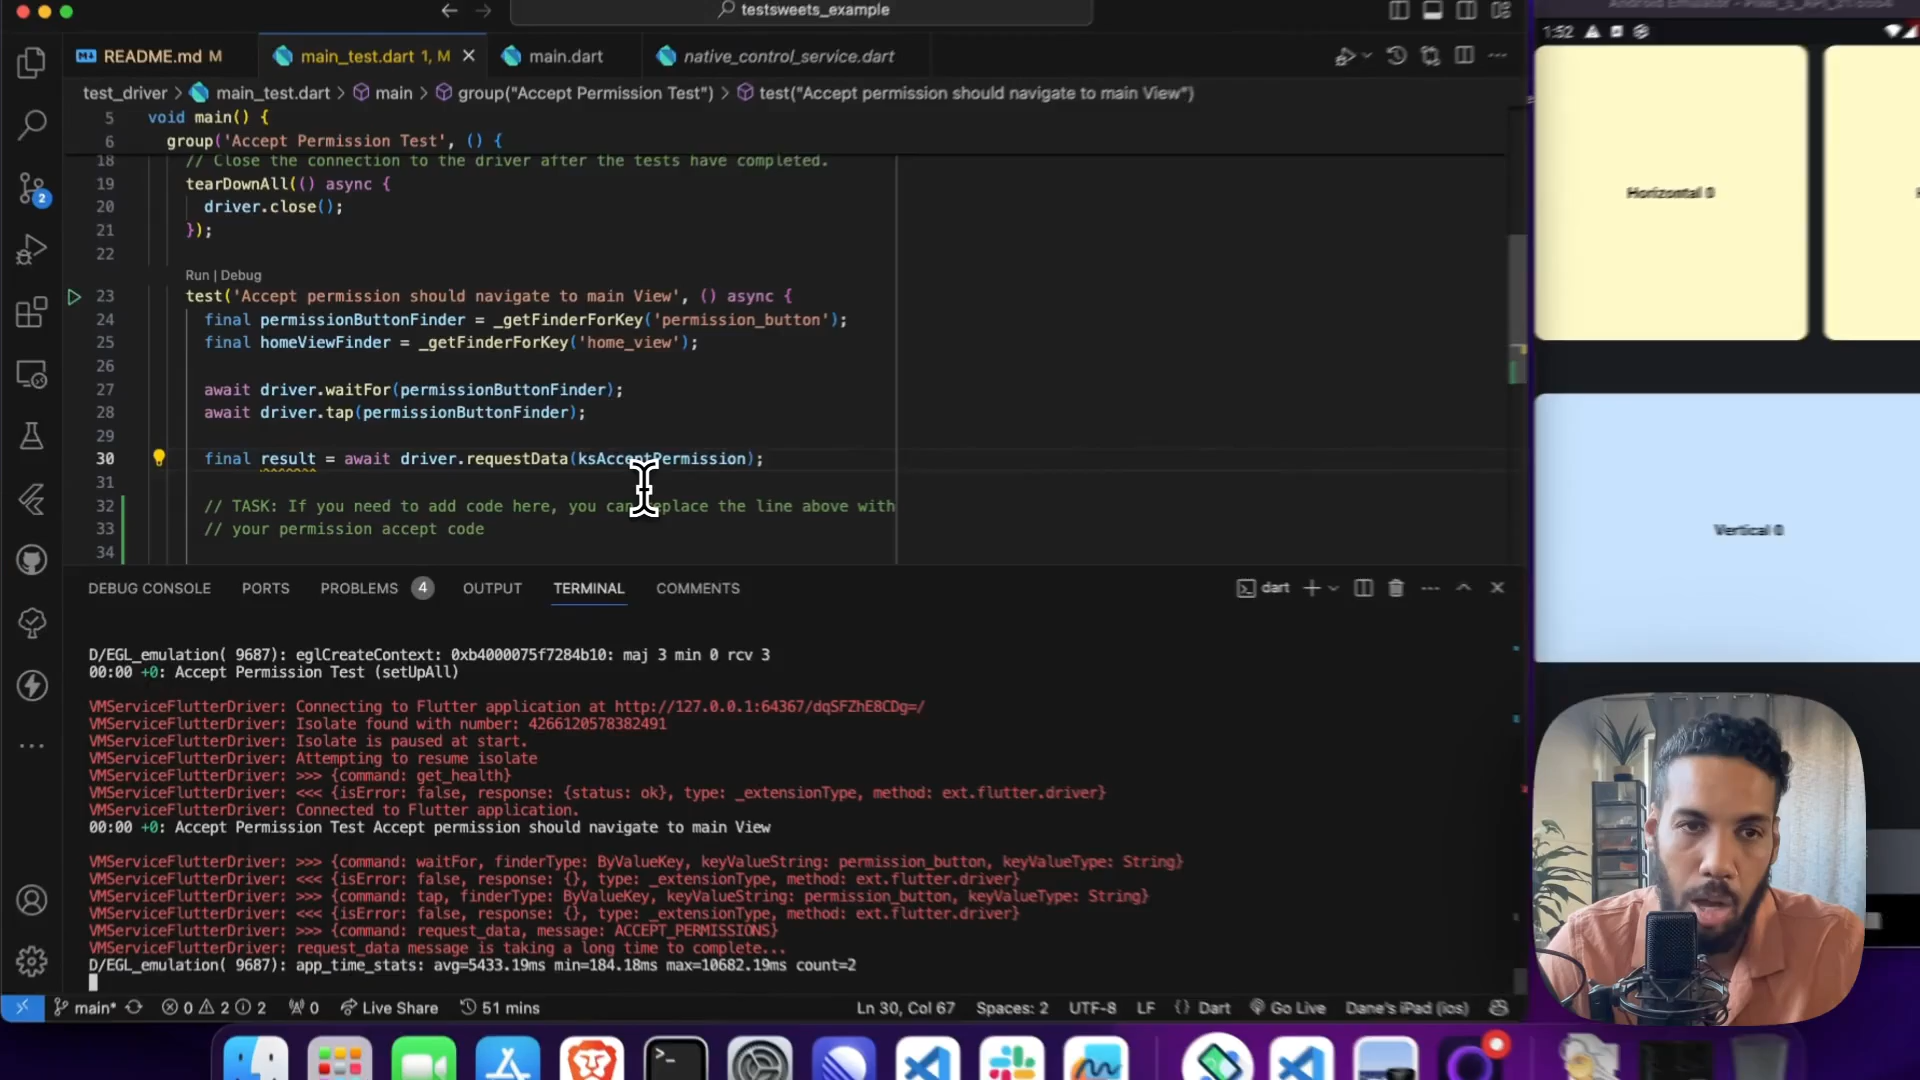 testsweets_example
Android Emulator - Pixel_
README.md M
main_test.dart 1, M
main.dart
native_control_service.dart
test_driver > main_test.dart > main > group("Accept Permission Test") > test("Accept permission should navigate to main View")
5 void main() {
6 group('Accept Permission Test', () {
18 // Close the connection to the driver after the tests have completed.
19 tearDownAll(() async {
20 driver.close();
21 });
22
Run | Debug
23 test('Accept permission should navigate to main View', () async {
24 final permissionButtonFinder = _getFinderForKey('permission_button');
25 final homeViewFinder = _getFinderForKey('home_view');
26
27 await driver.waitFor(permissionButtonFinder);
28 await driver.tap(permissionButtonFinder);
29
30 final result = await driver.requestData(ksAcceptPermission);
31
32 // TASK: If you need to add code here, you can replace the line above with
33 // your permission accept code
34
DEBUG CONSOLE PORTS PROBLEMS 4 OUTPUT TERMINAL COMMENTS
dart
D/EGL_emulation( 9687): eglCreateContext: 0xb4000075f7284b10: maj 3 min 0 rcv 3
00:00 +0: Accept Permission Test (setUpAll)
VMServiceFlutterDriver: Connecting to Flutter application at http://127.0.0.1:64367/dqSFZhE8CDg=/
VMServiceFlutterDriver: Isolate found with number: 4266120578382491
VMServiceFlutterDriver: Isolate is paused at start.
VMServiceFlutterDriver: Attempting to resume isolate
VMServiceFlutterDriver: >>> {command: get_health}
VMServiceFlutterDriver: <<< {isError: false, response: {status: ok}, type: _extensionType, method: ext.flutter.driver}
VMServiceFlutterDriver: Connected to Flutter application.
00:00 +0: Accept Permission Test Accept permission should navigate to main View
VMServiceFlutterDriver: >>> {command: waitFor, finderType: ByValueKey, keyValueString: permission_button, keyValueType: String}
VMServiceFlutterDriver: <<< {isError: false, response: {}, type: _extensionType, method: ext.flutter.driver}
VMServiceFlutterDriver: >>> {command: tap, finderType: ByValueKey, keyValueString: permission_button, keyValueType: String}
VMServiceFlutterDriver: <<< {isError: false, response: {}, type: _extensionType, method: ext.flutter.driver}
VMServiceFlutterDriver: >>> {command: request_data, message: ACCEPT_PERMISSIONS}
VMServiceFlutterDriver: request_data message is taking a long time to complete...
D/EGL_emulation( 9687): app_time_stats: avg=5433.19ms min=184.18ms max=10682.19ms count=2
2
main* 0 2 2 0 Live Share 51 mins
Ln 30, Col 67 Spaces: 2 UTF-8 LF {} Dart Go Live Dane's iPad (ios)
1:52
Horizontal 0
Vertical 0